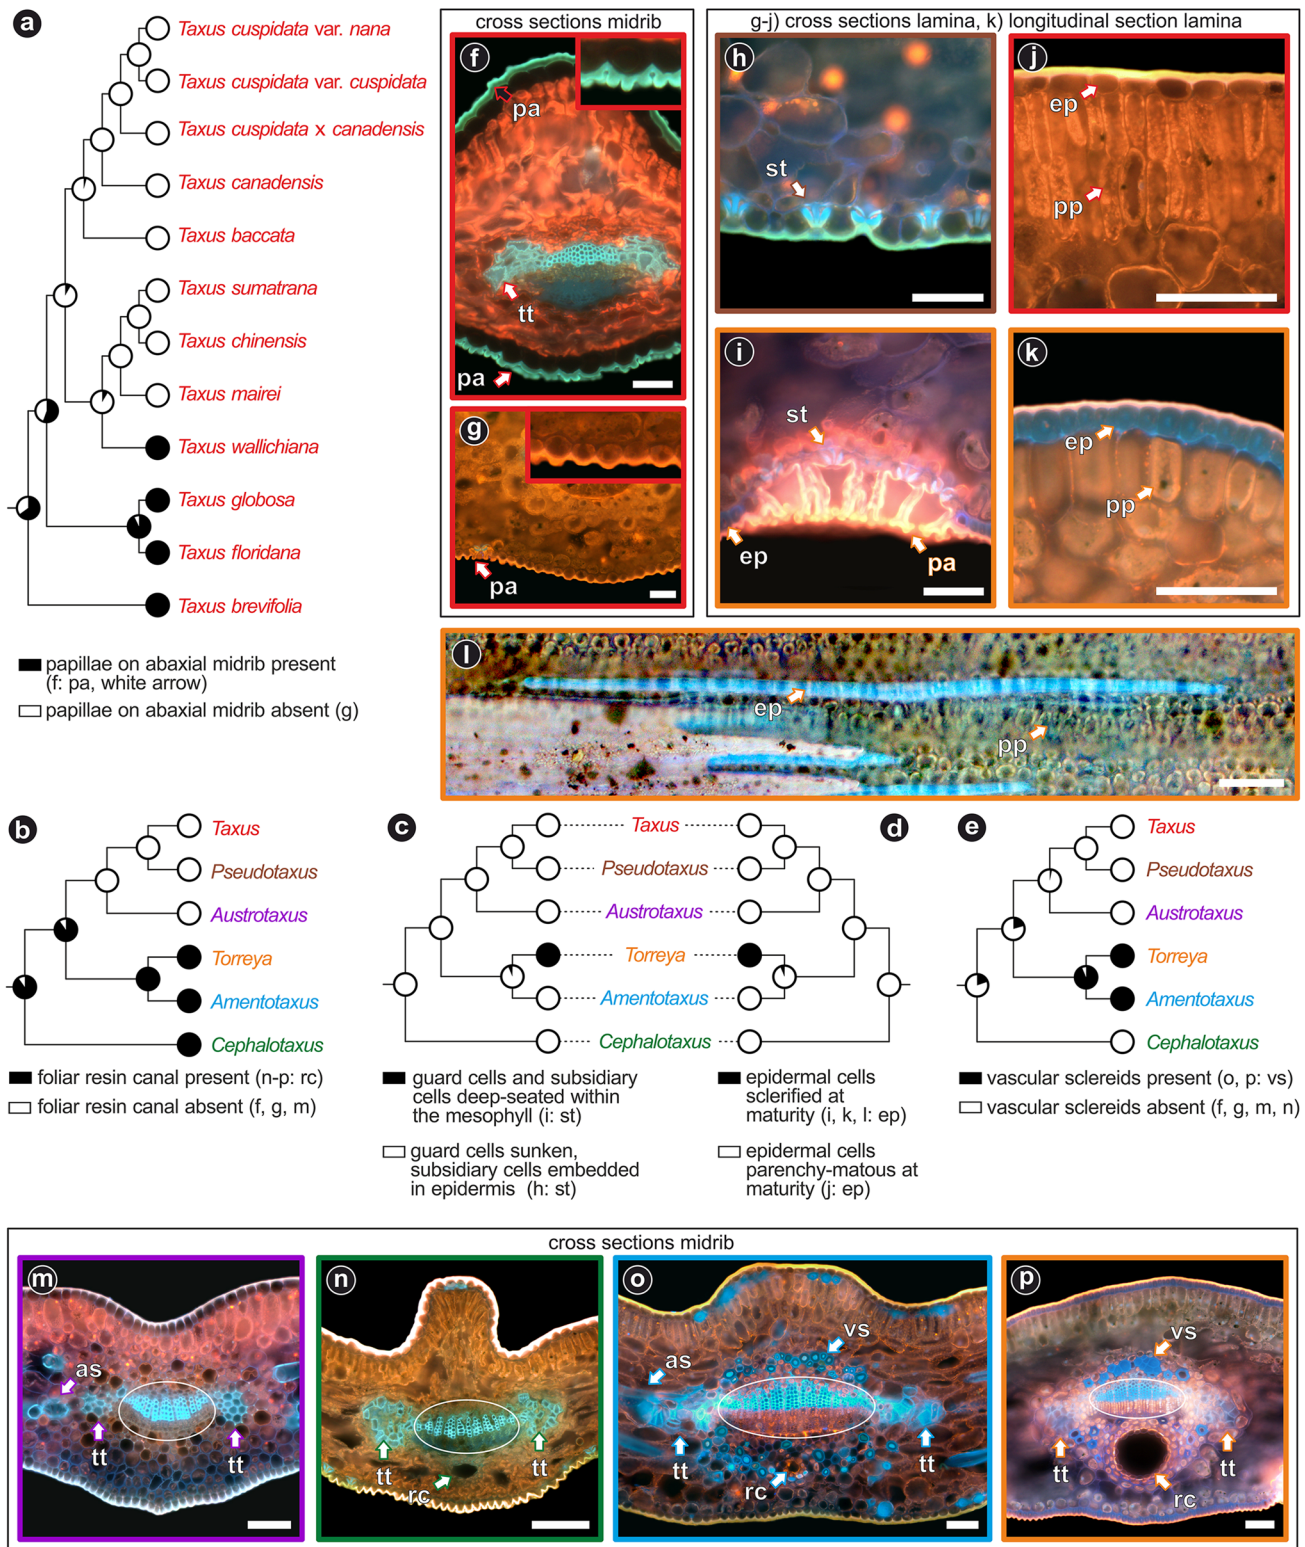 a
Taxus cuspidata var. nana
Taxus cuspidata var. cuspidata
Taxus cuspidata x canadensis
Taxus canadensis
Taxus baccata
Taxus sumatrana
Taxus chinensis
Taxus mairei
Taxus wallichiana
Taxus globosa
Taxus floridana
Taxus brevifolia
papillae on abaxial midrib present
(f: pa, white arrow)
papillae on abaxial midrib absent (g)
cross sections midrib
f
pa
tt
pa
g
pa
g-j) cross sections lamina, k) longitudinal section lamina
h
st
j
ep
pp
i
st
ep
pa
k
ep
pp
l
ep
pp
b
Taxus
Pseudotaxus
Austrotaxus
Torreya
Amentotaxus
Cephalotaxus
foliar resin canal present (n-p: rc)
foliar resin canal absent (f, g, m)
c
d
Taxus
Pseudotaxus
Austrotaxus
Torreya
Amentotaxus
Cephalotaxus
guard cells and subsidiary
cells deep-seated within
the mesophyll (i: st)
guard cells sunken,
subsidiary cells embedded
in epidermis (h: st)
epidermal cells
sclerified at
maturity (i, k, l: ep)
epidermal cells
parenchy-matous at
maturity (j: ep)
e
Taxus
Pseudotaxus
Austrotaxus
Torreya
Amentotaxus
Cephalotaxus
vascular sclereids present (o, p: vs)
vascular sclereids absent (f, g, m, n)
cross sections midrib
m
as
tt
tt
n
tt
tt
rc
o
vs
as
tt
tt
rc
p
vs
tt
tt
rc